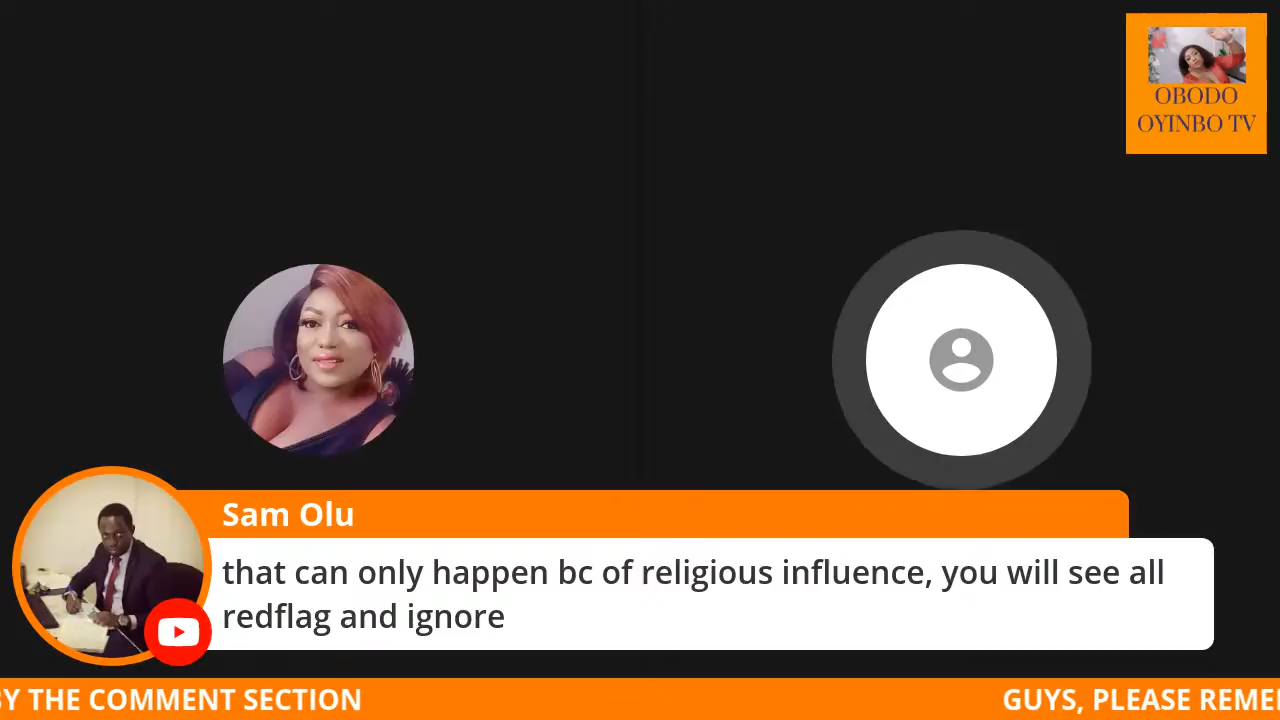 OBODO
OYINBO TV
Sam Olu
that can only happen bc of religious influence, you will see all
redflag and ignore
BY THE COMMENT SECTION
GUYS, PLEASE